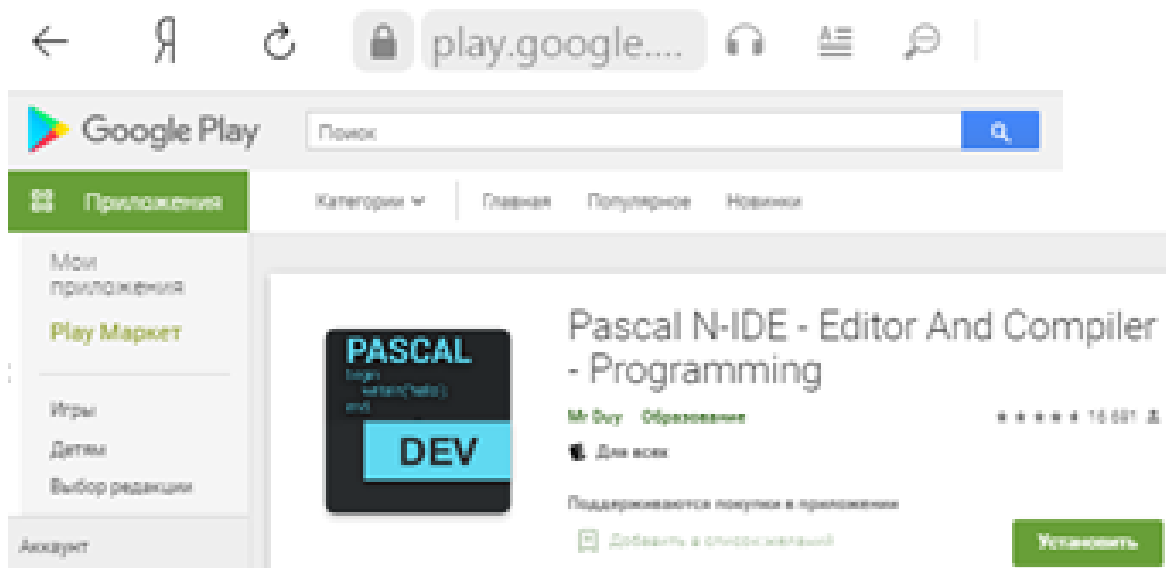 Я play.google....
Google Play Поиск
Приложения Категории Главная Популярное Новинки
Мои
приложения
Play Маркет
Игры
Детям
Выбор редакции
Аккаунт
PASCAL
begin
writeln('hello')
end
DEV
Pascal N-IDE - Editor And Compiler
- Programming
Mr Duy Образование
Для всех
Поддерживаются покупки в приложении
Добавить в список желаний
Установить